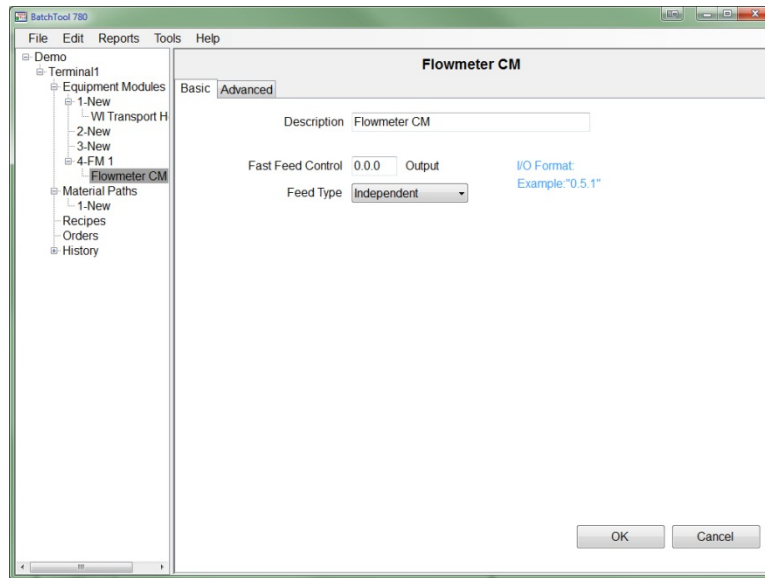 BatchTool 780
File Edit Reports Tools Help
Demo
Terminal1
Equipment Modules
1-New
WI Transport H
2-New
3-New
4-FM 1
Flowmeter CM
Material Paths
1-New
Recipes
Orders
History
Flowmeter CM
Basic Advanced
Description Flowmeter CM
Fast Feed Control 0.0.0 Output I/O Format:
Example:"0.5.1"
Feed Type Independent
OK Cancel